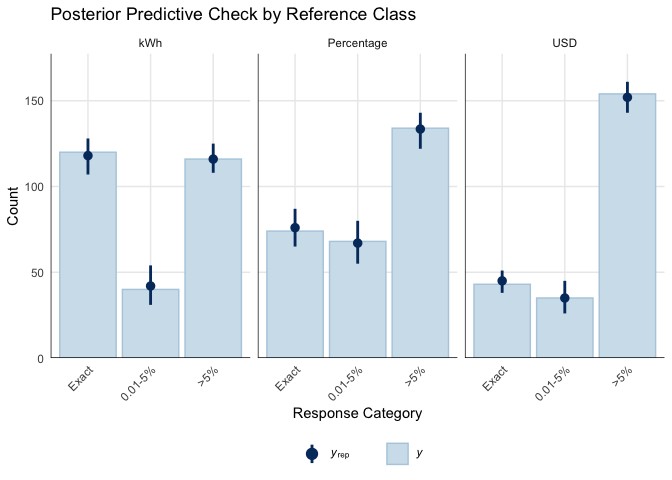 Posterior Predictive Check by Reference Class
kWh
Percentage
USD
Count
150
100
50
0
Exact
0.01-5%
>5%
Exact
0.01-5%
>5%
Exact
0.01-5%
>5%
Response Category
yrep
y